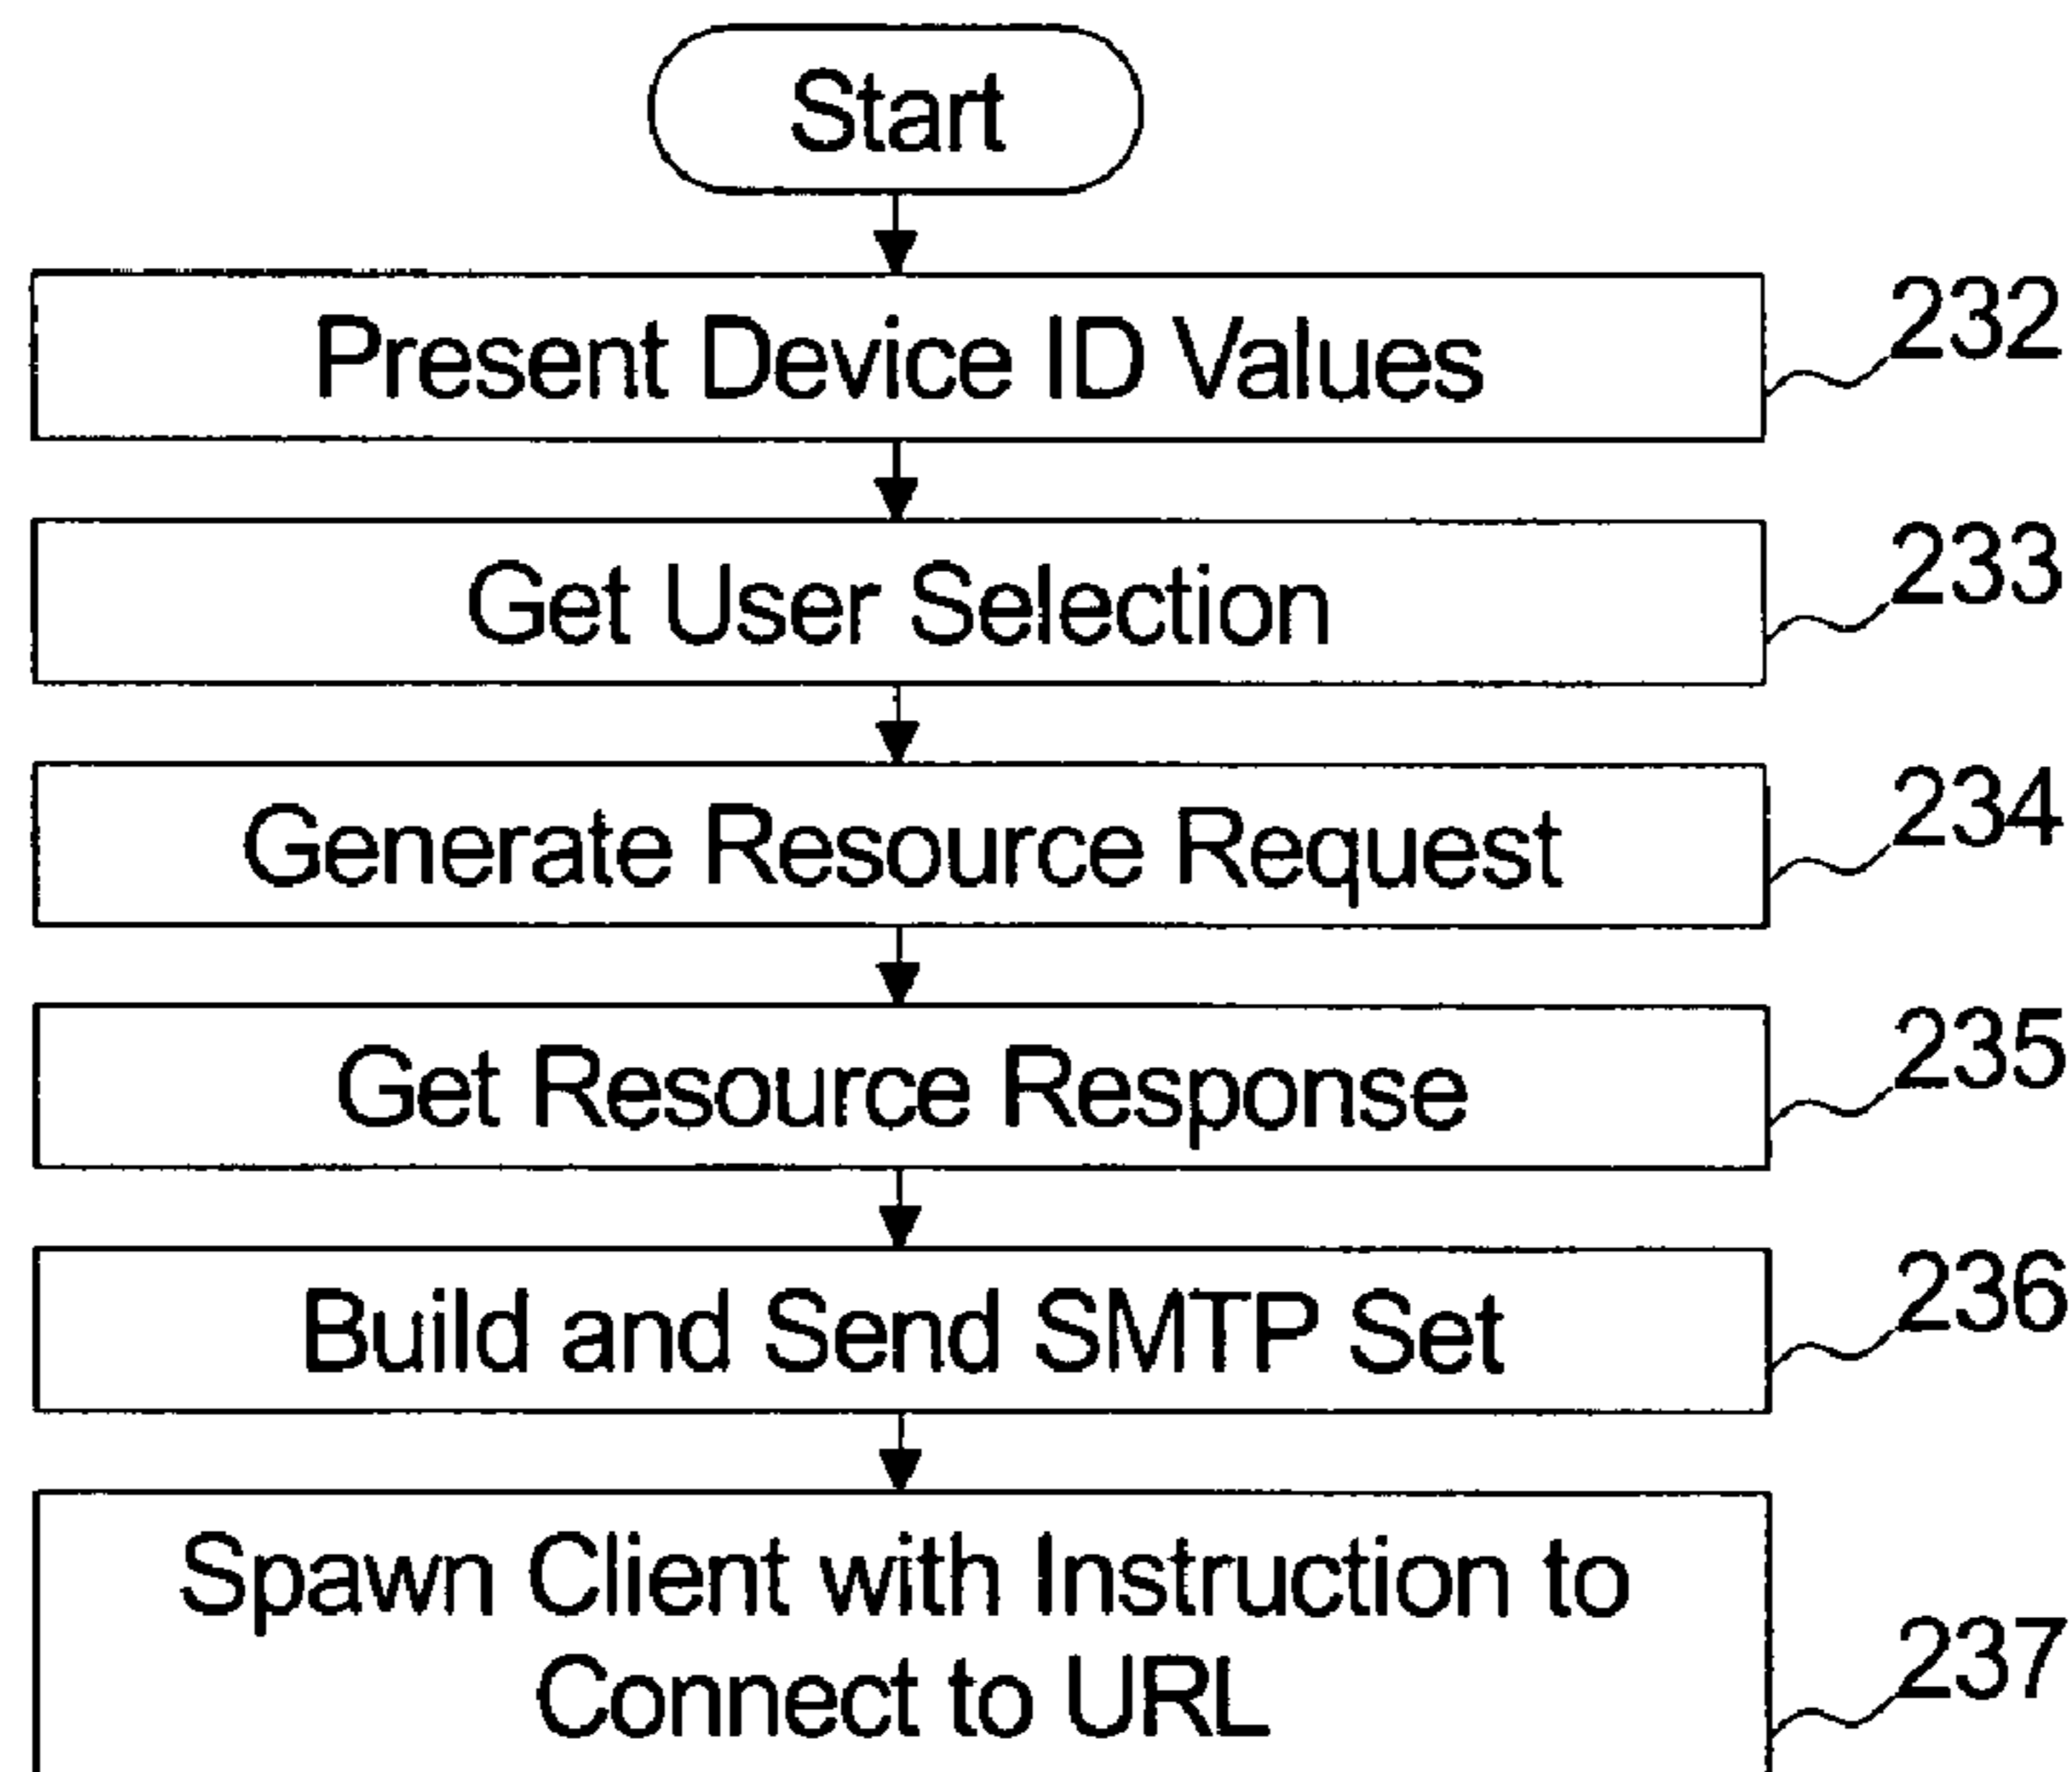 Start
Present Device ID Values
232
Get User Selection
233
Generate Resource Request
234
Get Resource Response
235
Build and Send SMTP Set
236
Spawn Client with Instruction to
Connect to URL
237